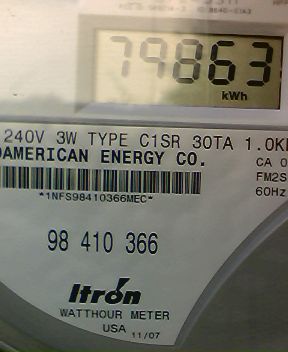 79863
kWh
240V 3W TYPE C1SR 30TA 1.0K
AMERICAN ENERGY CO.
CA
*1NFS98410366MEC*
FM2S
60Hz
98 410 366
Itron
WATTHOUR METER
USA 11/07